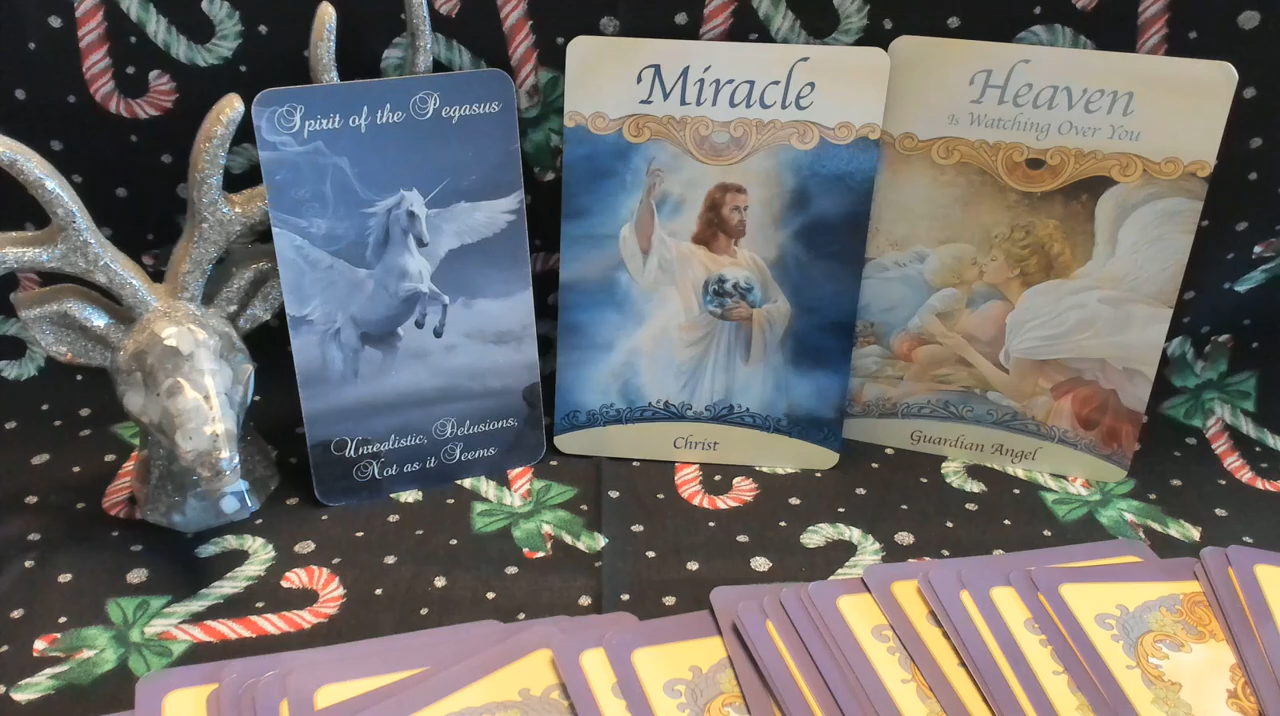 Spirit of the Pegasus
Unrealistic, Delusions,
Not as it Seems
Miracle
Christ
Heaven
Is Watching Over You
Guardian Angel